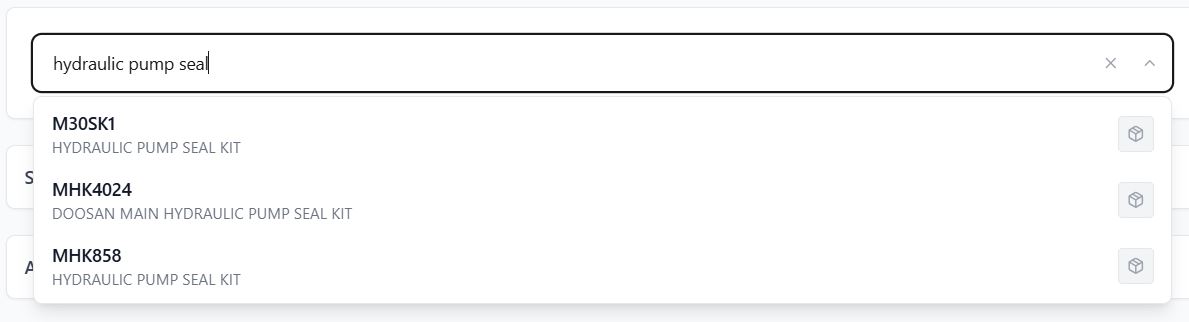 hydraulic pump seal
M30SK1
HYDRAULIC PUMP SEAL KIT
MHK4024
DOOSAN MAIN HYDRAULIC PUMP SEAL KIT
MHK858
HYDRAULIC PUMP SEAL KIT